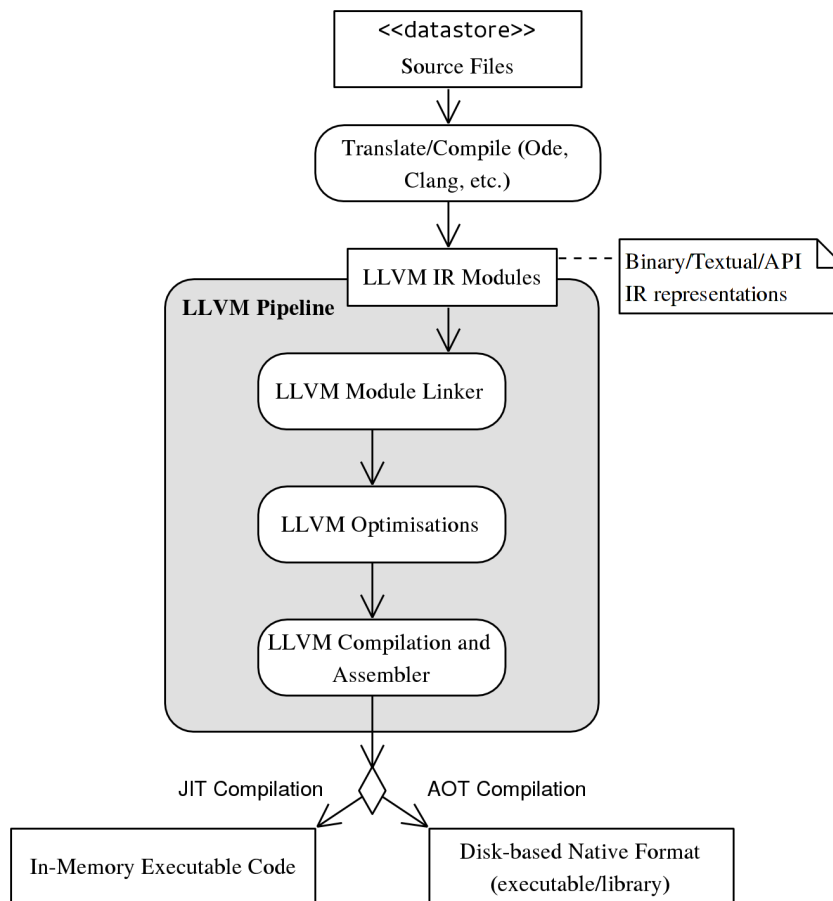 <<datastore>>
Source Files
Translate/Compile (Ode,
Clang, etc.)
LLVM IR Modules
Binary/Textual/API
IR representations
LLVM Pipeline
LLVM Module Linker
LLVM Optimisations
LLVM Compilation and
Assembler
JIT Compilation
AOT Compilation
In-Memory Executable Code
Disk-based Native Format
(executable/library)